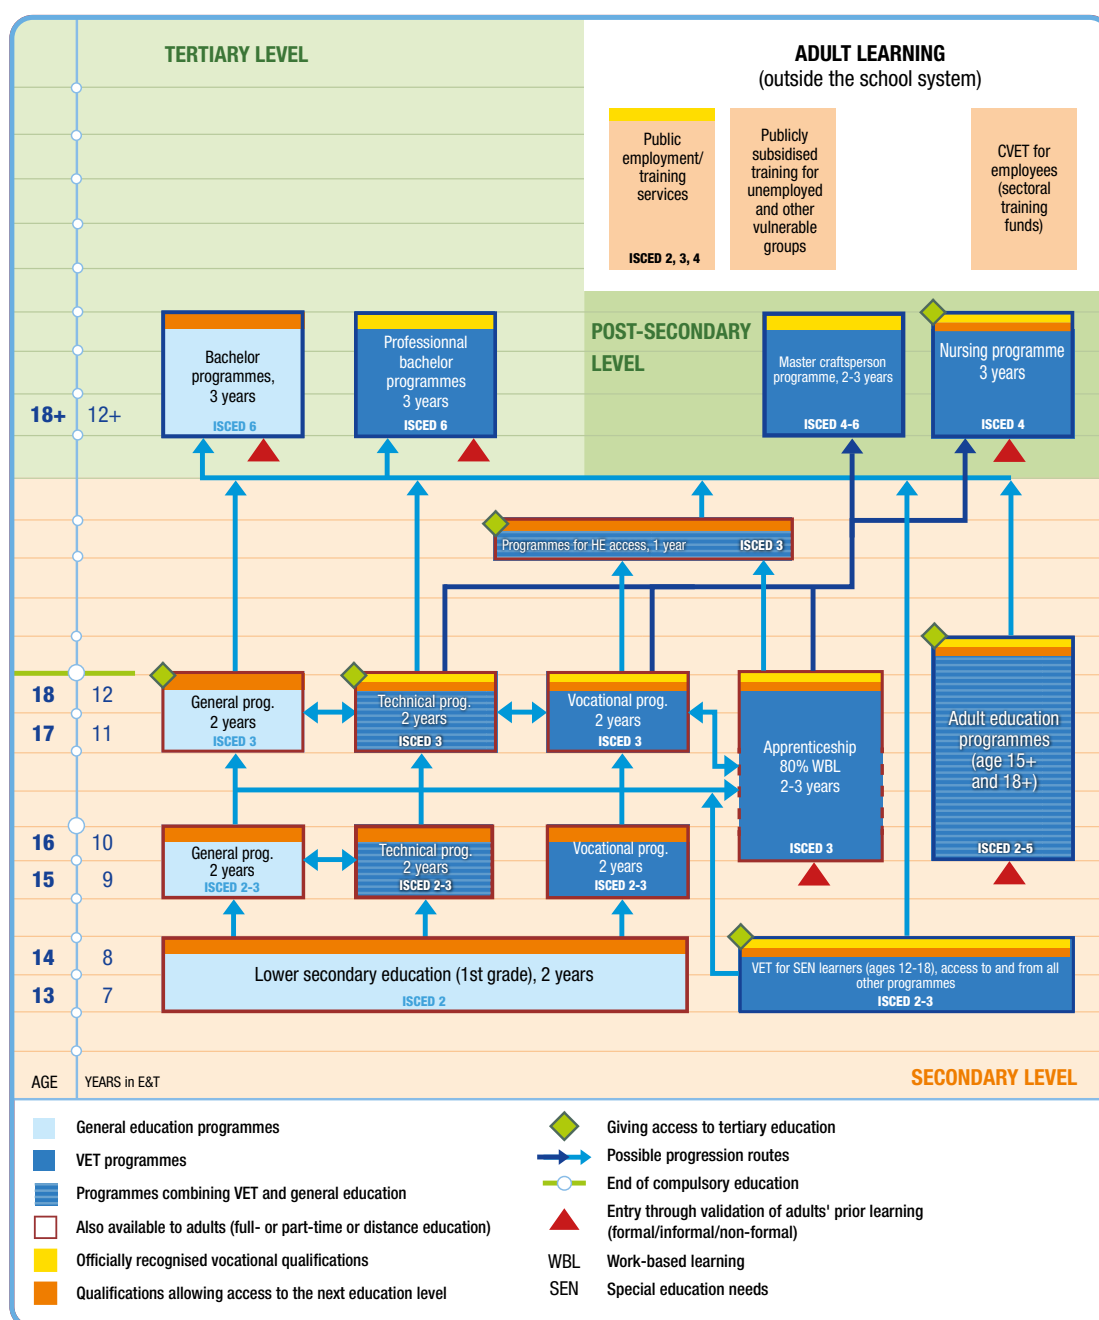 TERTIARY LEVEL
ADULT LEARNING
(outside the school system)
Public
employment/
training
services
ISCED 2, 3, 4
Publicly
subsidised
training for
unemployed
and other
vulnerable
groups
CVET for
employees
(sectoral
training
funds)
POST-SECONDARY
LEVEL
Bachelor
programmes,
3 years
ISCED 6
Professionnal
bachelor
programmes
3 years
ISCED 6
Master craftsperson
programme, 2-3 years
ISCED 4-6
Nursing programme
3 years
ISCED 4
18+ 12+
Programmes for HE access, 1 year ISCED 3
18 12
17 11
General prog.
2 years
ISCED 3
Technical prog.
2 years
ISCED 3
Vocational prog.
2 years
ISCED 3
Apprenticeship
80% WBL
2-3 years
ISCED 3
Adult education
programmes
(age 15+
and 18+)
ISCED 2-5
16 10
15 9
General prog.
2 years
ISCED 2-3
Technical prog.
2 years
ISCED 2-3
Vocational prog.
2 years
ISCED 2-3
14 8
13 7
Lower secondary education (1st grade), 2 years
ISCED 2
VET for SEN learners (ages 12-18), access to and from all
other programmes
ISCED 2-3
AGE YEARS in E&T
SECONDARY LEVEL
General education programmes
VET programmes
Programmes combining VET and general education
Also available to adults (full- or part-time or distance education)
Officially recognised vocational qualifications
Qualifications allowing access to the next education level
Giving access to tertiary education
Possible progression routes
End of compulsory education
Entry through validation of adults' prior learning
(formal/informal/non-formal)
WBL Work-based learning
SEN Special education needs